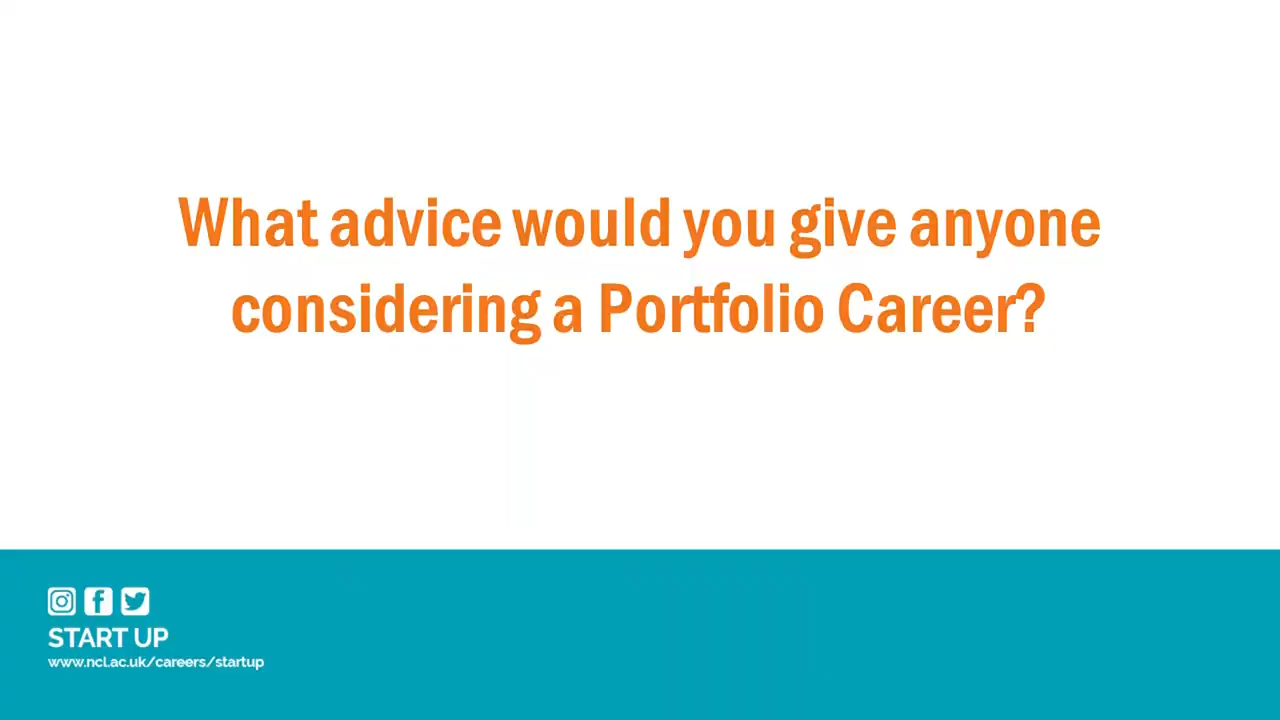 What advice would you give anyone
considering a Portfolio Career?
START UP
www.ncl.ac.uk/careers/startup